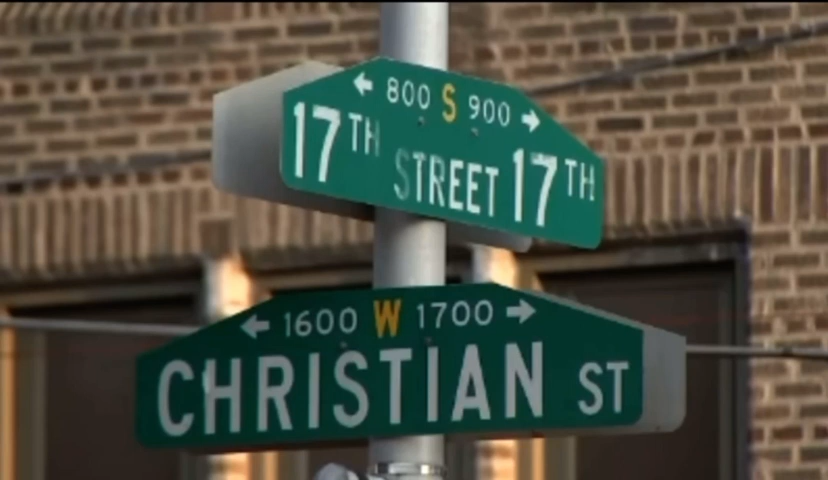 ← 800 S 900 →
17TH STREET 17TH
← 1600 W 1700 →
CHRISTIAN ST